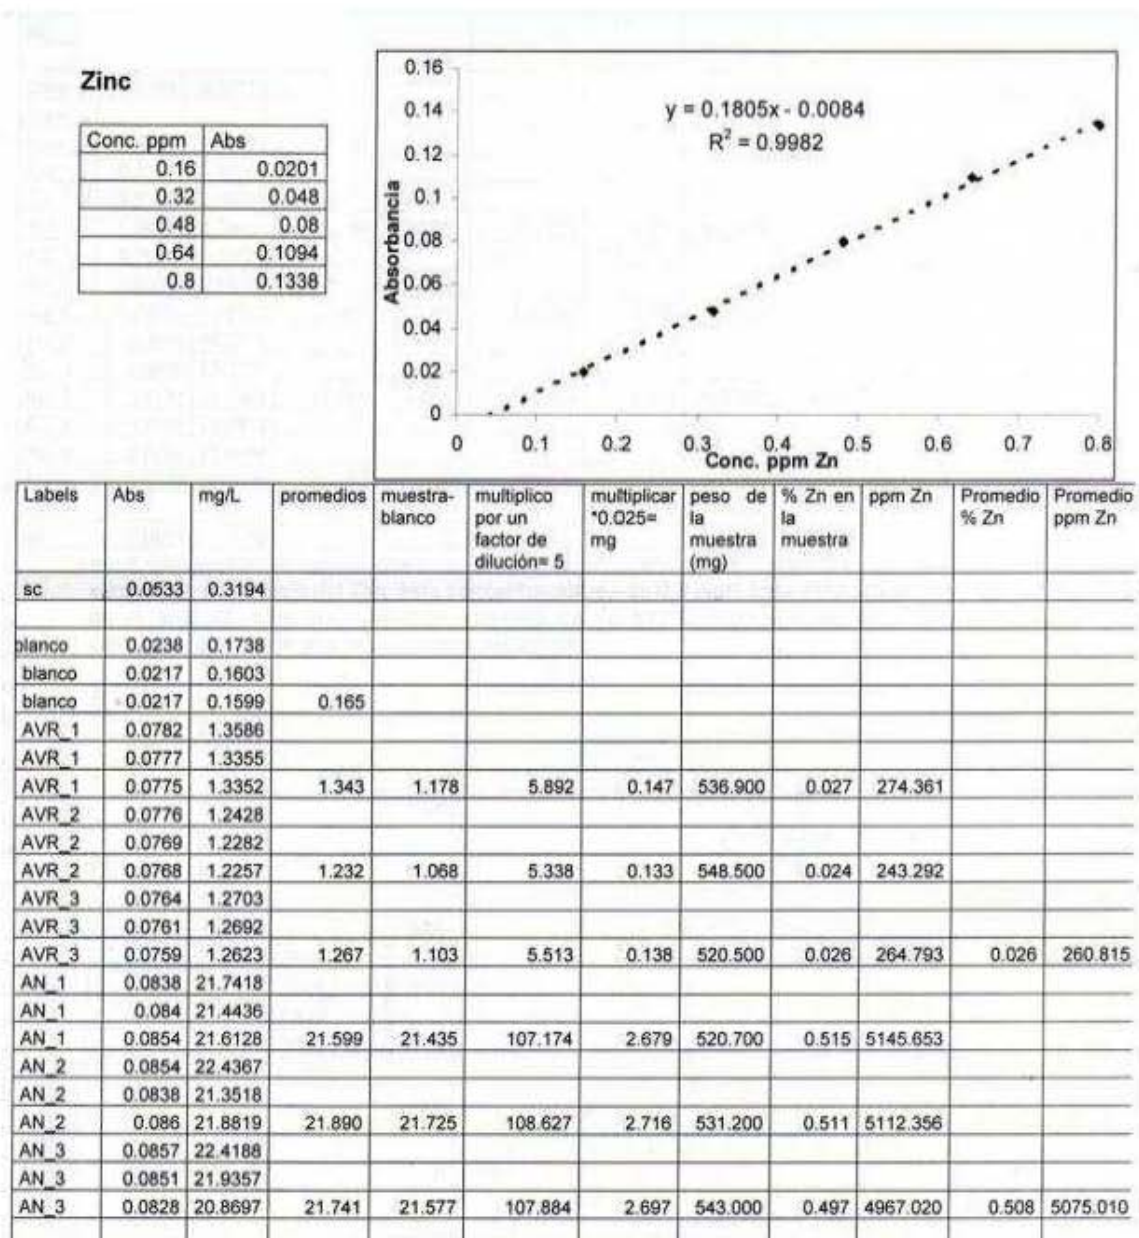 Zinc
Conc. ppm Abs
0.16 0.0201
0.32 0.048
0.48 0.08
0.64 0.1094
0.8 0.1338
y = 0.1805x - 0.0084
R² = 0.9982
Absorbancia
0.16
0.14
0.12
0.1
0.08
0.06
0.04
0.02
0
0 0.1 0.2 0.3 0.4 0.5 0.6 0.7 0.8
Conc. ppm Zn
Labels Abs mg/L promedios muestra-blanco multiplico por un factor de dilución= 5 multiplicar *0.025= mg peso de la muestra (mg) % Zn en la muestra ppm Zn Promedio % Zn Promedio ppm Zn
sc 0.0533 0.3194
blanco 0.0238 0.1738
blanco 0.0217 0.1603
blanco 0.0217 0.1599 0.165
AVR_1 0.0782 1.3586
AVR_1 0.0777 1.3355
AVR_1 0.0775 1.3352 1.343 1.178 5.892 0.147 536.900 0.027 274.361
AVR_2 0.0776 1.2428
AVR_2 0.0769 1.2282
AVR_2 0.0768 1.2257 1.232 1.068 5.338 0.133 548.500 0.024 243.292
AVR_3 0.0764 1.2703
AVR_3 0.0761 1.2692
AVR_3 0.0759 1.2623 1.267 1.103 5.513 0.138 520.500 0.026 264.793 0.026 260.815
AN_1 0.0838 21.7418
AN_1 0.084 21.4436
AN_1 0.0854 21.6128 21.599 21.435 107.174 2.679 520.700 0.515 5145.653
AN_2 0.0854 22.4367
AN_2 0.0838 21.3518
AN_2 0.086 21.8819 21.890 21.725 108.627 2.716 531.200 0.511 5112.356
AN_3 0.0857 22.4188
AN_3 0.0851 21.9357
AN_3 0.0828 20.8697 21.741 21.577 107.884 2.697 543.000 0.497 4967.020 0.508 5075.010